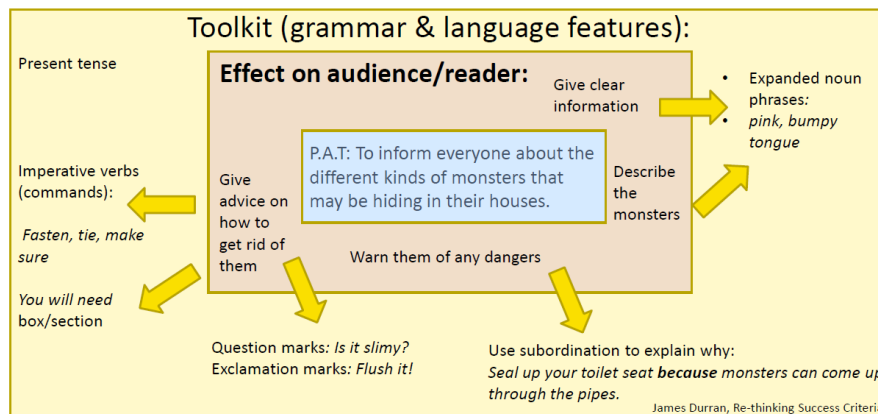 Toolkit (grammar & language features):
Present tense
Effect on audience/reader:
Give clear
information
• Expanded noun
phrases:
• pink, bumpy
tongue
P.A.T: To inform everyone about the
different kinds of monsters that
may be hiding in their houses.
Imperative verbs
(commands):
Fasten, tie, make
sure
You will need
box/section
Give
advice on
how to
get rid of
them
Describe
the
monsters
Warn them of any dangers
Question marks: Is it slimy?
Exclamation marks: Flush it!
Use subordination to explain why:
Seal up your toilet seat because monsters can come up
through the pipes.
James Durran, Re-thinking Success Criteria